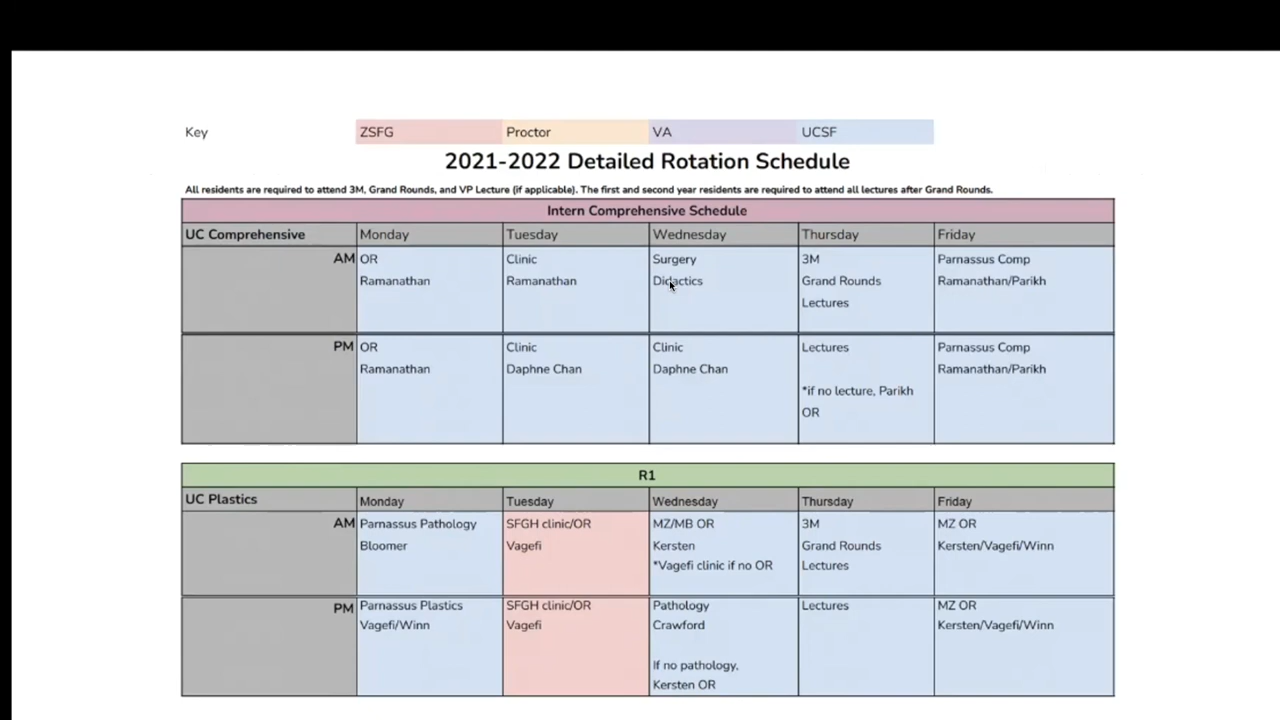 Key ZSFG Proctor VA UCSF
2021-2022 Detailed Rotation Schedule
All residents are required to attend 3M, Grand Rounds, and VP Lecture (if applicable). The first and second year residents are required to attend all lectures after Grand Rounds.
Intern Comprehensive Schedule
UC Comprehensive Monday Tuesday Wednesday Thursday Friday
AM OR Clinic Surgery 3M Parnassus Comp
Ramanathan Ramanathan Didactics Grand Rounds Ramanathan/Parikh
Lectures
PM OR Clinic Clinic Lectures Parnassus Comp
Ramanathan Daphne Chan Daphne Chan Ramanathan/Parikh
*if no lecture, Parikh
OR
R1
UC Plastics Monday Tuesday Wednesday Thursday Friday
AM Parnassus Pathology SFGH clinic/OR MZ/MB OR 3M MZ OR
Bloomer Vagefi Kersten Grand Rounds Kersten/Vagefi/Winn
*Vagefi clinic if no OR Lectures
PM Parnassus Plastics SFGH clinic/OR Pathology Lectures MZ OR
Vagefi/Winn Vagefi Crawford Kersten/Vagefi/Winn
If no pathology,
Kersten OR